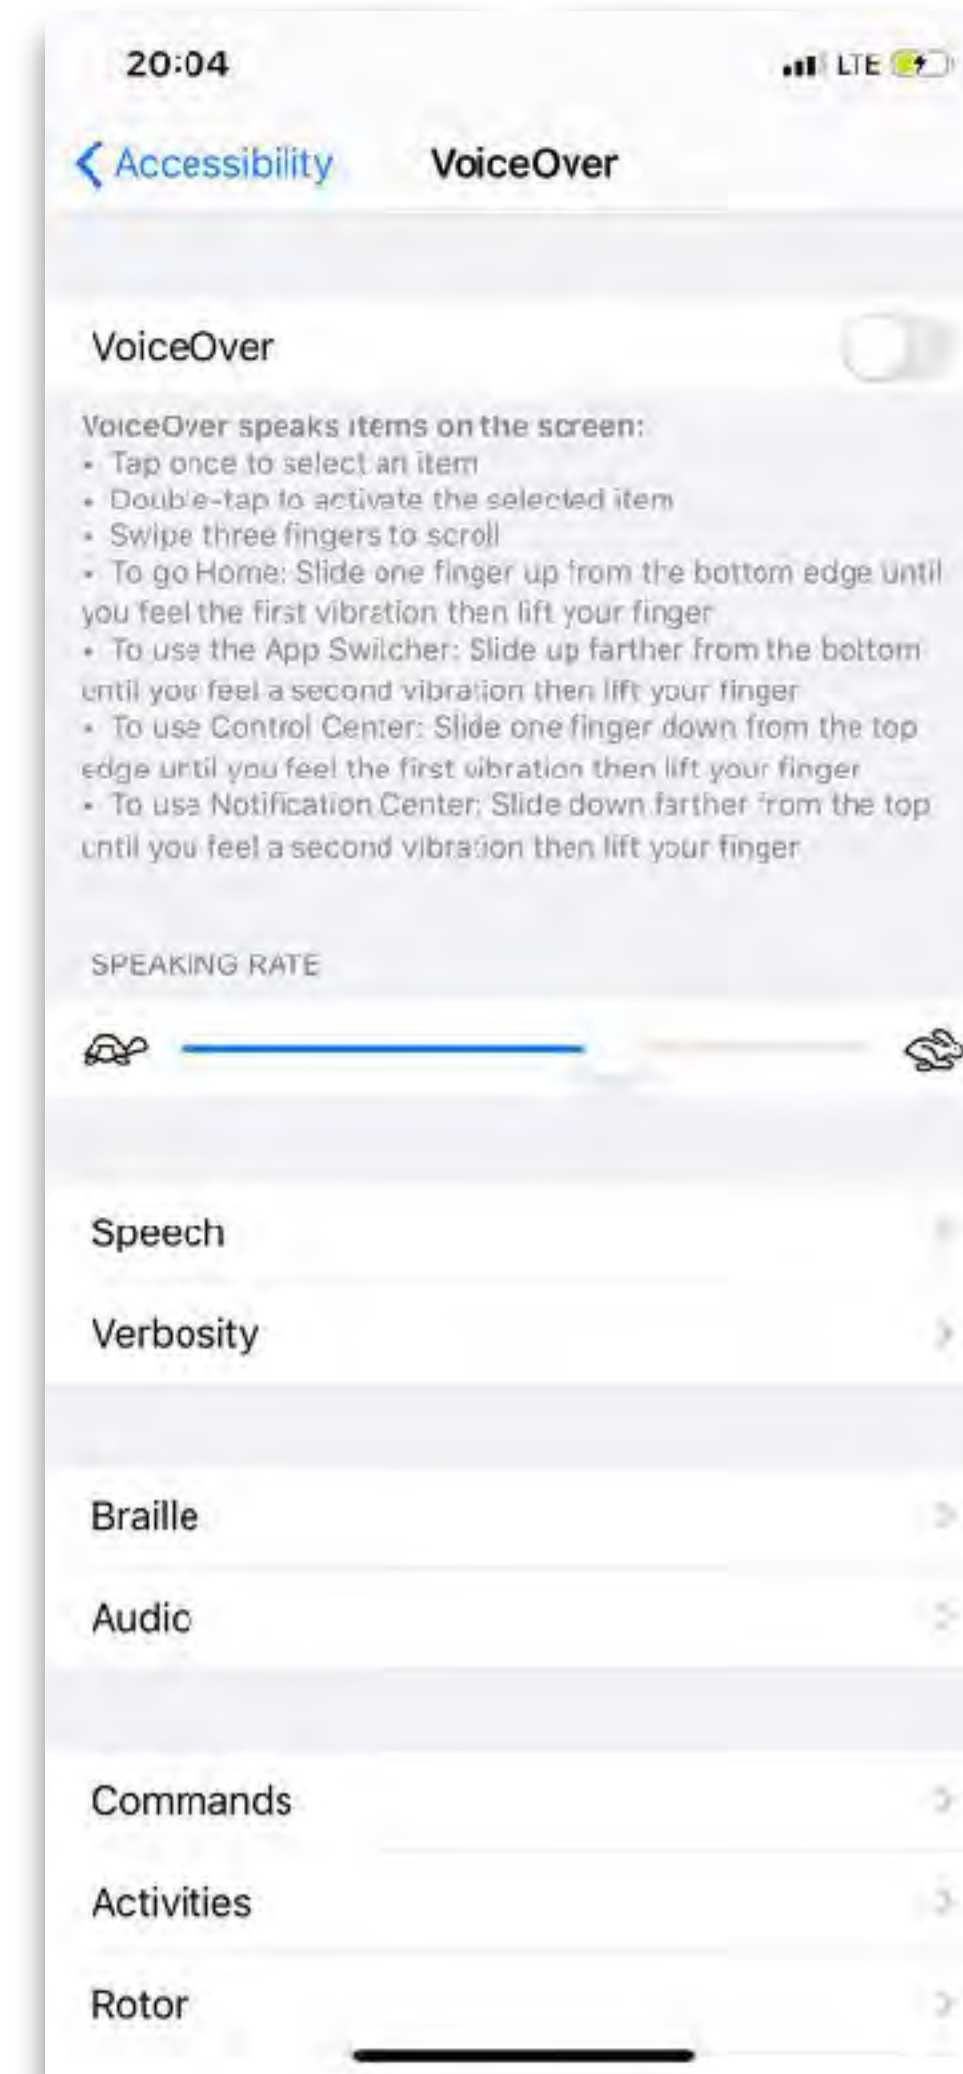 20:04 LTE
Accessibility VoiceOver
VoiceOver
VoiceOver speaks items on the screen:
• Tap once to select an item
• Double-tap to activate the selected item
• Swipe three fingers to scroll
• To go Home: Slide one finger up from the bottom edge until
you feel the first vibration then lift your finger
• To use the App Switcher: Slide up farther from the bottom
until you feel a second vibration then lift your finger
• To use Control Center: Slide one finger down from the top
edge until you feel the first vibration then lift your finger
• To use Notification Center: Slide down farther from the top
until you feel a second vibration then lift your finger
SPEAKING RATE
Speech
Verbosity
Braille
Audio
Commands
Activities
Rotor